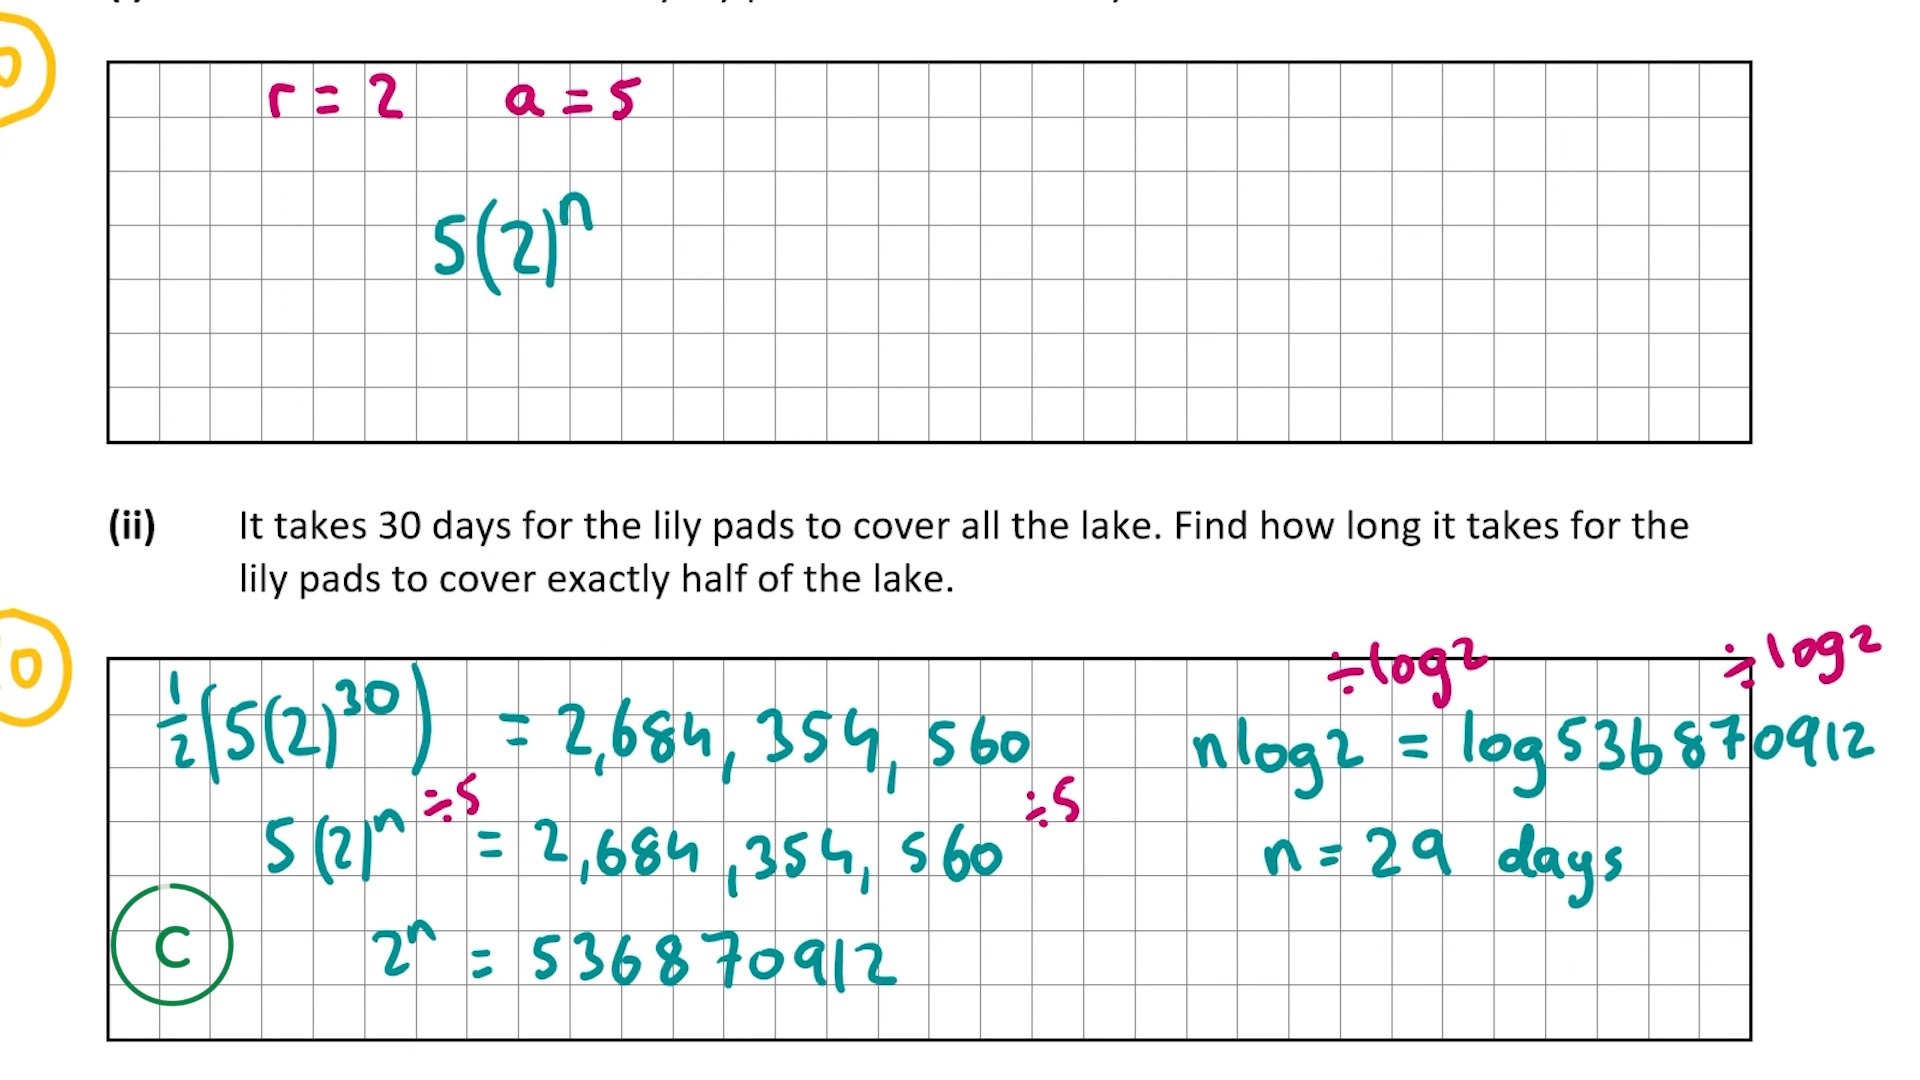 r = 2 a = 5
5(2)^n
(ii) It takes 30 days for the lily pads to cover all the lake. Find how long it takes for the
lily pads to cover exactly half of the lake.
÷log2 ÷log2
1/2(5(2)^30) = 2,684,354,560
nlog2 = log536870912
÷5 ÷5
5(2)^n = 2,684,354,560
n = 29 days
C
2^n = 536870912